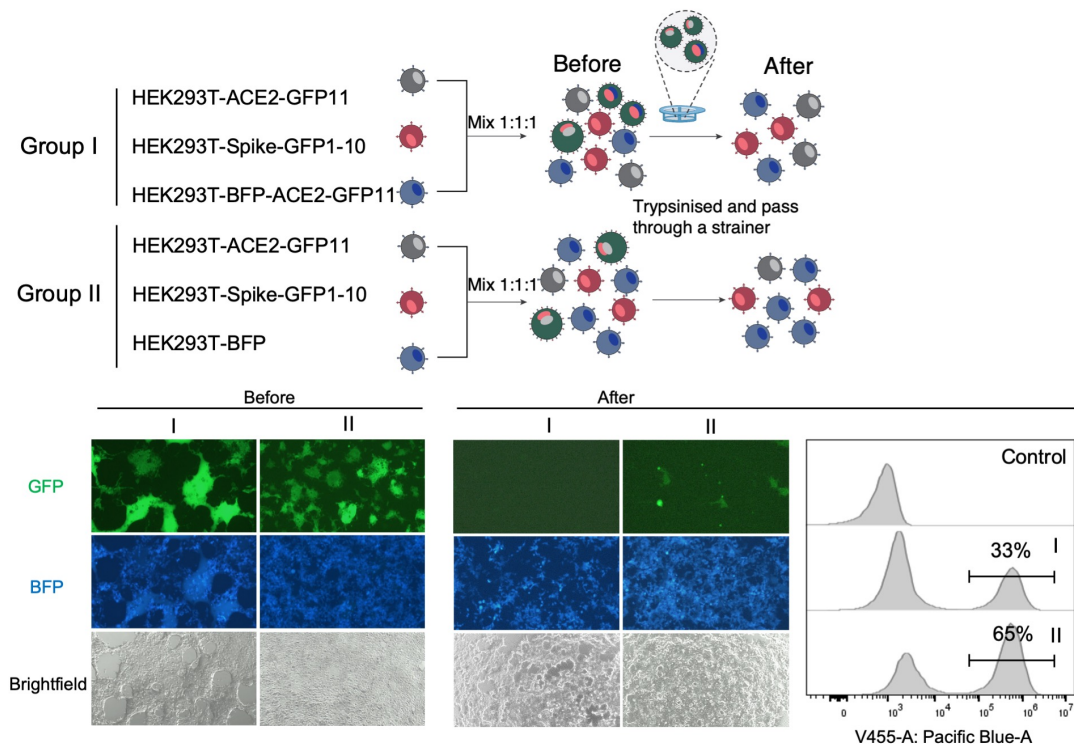 Before
After
HEK293T-ACE2-GFP11
Mix 1:1:1
Group I
HEK293T-Spike-GFP1-10
HEK293T-BFP-ACE2-GFP11
Trypsinised and pass
through a strainer
HEK293T-ACE2-GFP11
Mix 1:1:1
Group II
HEK293T-Spike-GFP1-10
HEK293T-BFP
Before
After
I
II
I
II
Control
GFP
33%
I
BFP
65%
II
Brightfield
0
10³
10⁴
10⁵
10⁶
10⁷
V455-A: Pacific Blue-A